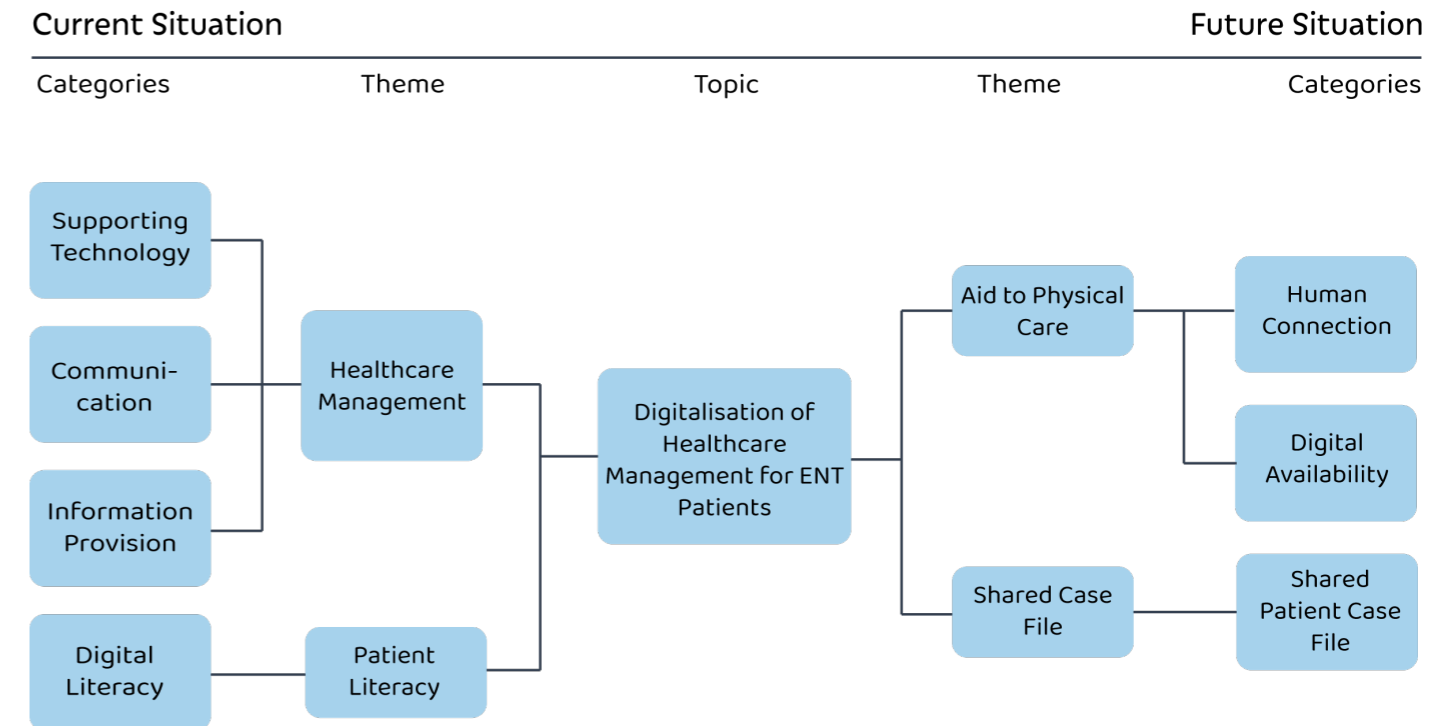 Current Situation
Future Situation
Categories
Theme
Topic
Theme
Categories
Supporting
Technology
Communi-
cation
Information
Provision
Digital
Literacy
Healthcare
Management
Patient
Literacy
Digitalisation of
Healthcare
Management for ENT
Patients
Aid to Physical
Care
Shared Case
File
Human
Connection
Digital
Availability
Shared
Patient Case
File